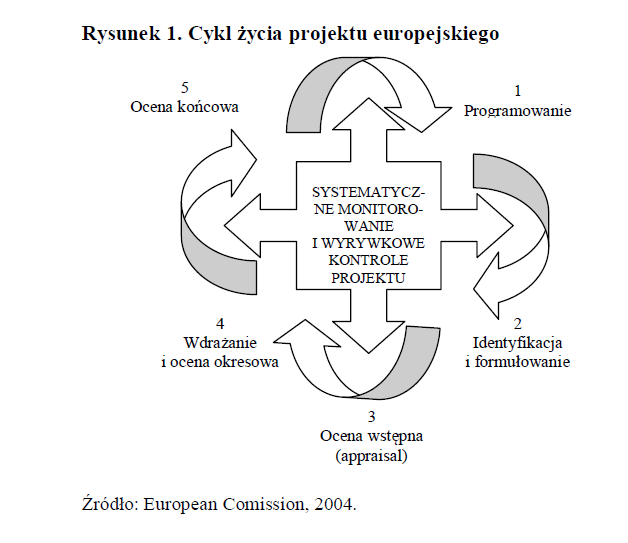 Rysunek 1. Cykl życia projektu europejskiego
5
Ocena końcowa
1
Programowanie
SYSTEMATYCZ-
NE MONITORO-
WANIE
I WYRYWKOWE
KONTROLE
PROJEKTU
4
Wdrażanie
i ocena okresowa
2
Identyfikacja
i formułowanie
3
Ocena wstępna
(appraisal)
Źródło: European Comission, 2004.